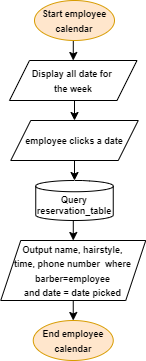 Start employee
calendar
Display all date for
the week
employee clicks a date
Query
reservation_table
Output name, hairstyle,
time, phone number where
barber=employee
and date = date picked
End employee
calendar